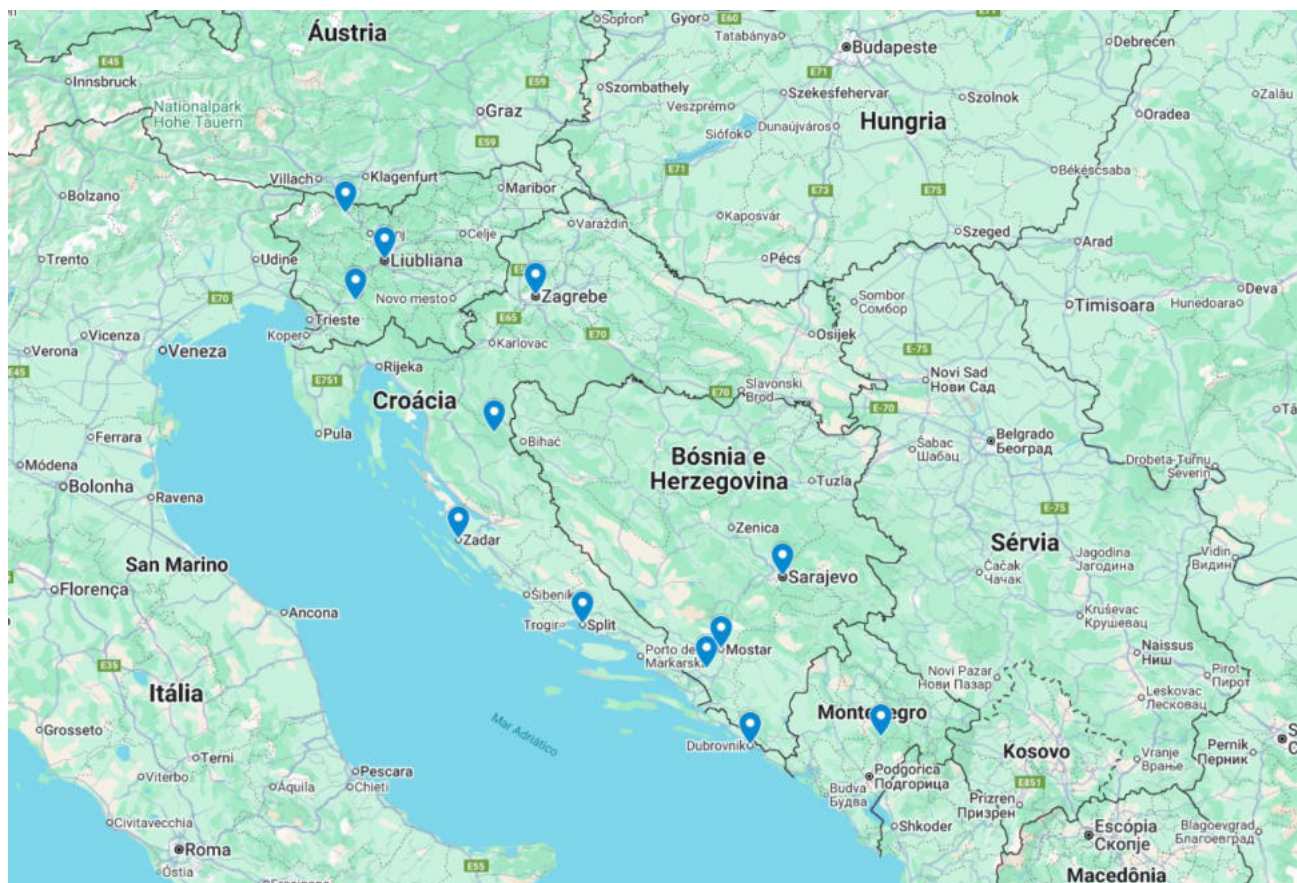 Áustria
Sopron
Gyor
E60
Tatabánya
Budapeste
E71
Debrecen
E45
Innsbruck
Nationalpark
Hohe Tauern
E59
Szombathely
E71
Szekesfehervar
Szolnok
Oradea
Zalău
Graz
Veszprém
Siófok
Dunaújváros
Hungria
E59
Villach
Klagenfurt
Maribor
E71
Békéscsaba
Bolzano
E73
E75
Kaposvár
Varaždin
Celje
Szeged
Arad
Trento
Udine
Liubliana
Pécs
E70
Novo mesto
Zagrebe
Sombor
Сомбор
Timisoara
Deva
Hunedoara
Trieste
Koper
E65
E70
Osijek
Vicenza
Verona
Veneza
Karlovac
E-75
Rijeka
E45
E751
Novi Sad
Нови Сад
Slavonski
Brod
E70
Croácia
E-70
Pula
Ferrara
Bihać
Belgrado
Београд
Šabac
Шабац
Módena
Bolonha
Bósnia e
Herzegovina
Drobeta-Turnu
Severin
Ravena
Tuzla
E-75
Zenica
Zadar
Sérvia
San Marino
Sarajevo
Čačak
Чачак
Jagodina
Јагодина
Vidin
Видин
Florença
Ancona
Šibenik
Trogir
Split
Kruševac
Крушевац
E35
Mostar
Porto de
Markarska
Naissus
Ниш
Novi Pazar
Нови Пазар
Pirot
Пирот
Itália
Leskovac
Лесковац
Montenegro
Grosseto
Mar Adriático
Dubrovnik
Kosovo
Vranje
Врање
Pernik
Перник
Terni
Viterbo
Áquila
Pescara
Chieti
Podgorica
Подгорица
Budva
Будва
E851
Prizren
Призрен
Civitavecchia
Shkoder
Escópia
Скопје
Blagoevgrad
Благоевград
Roma
Óstia
E55
Macedônia